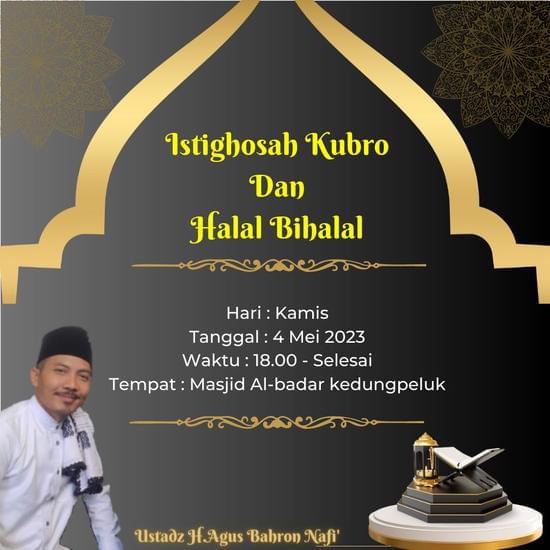 Istighosah Kubro
Dan
Halal Bihalal
Hari : Kamis
Tanggal : 4 Mei 2023
Waktu : 18.00 - Selesai
Tempat : Masjid Al-badar kedungpeluk
Ustadz H.Agus Bahron Nafi'